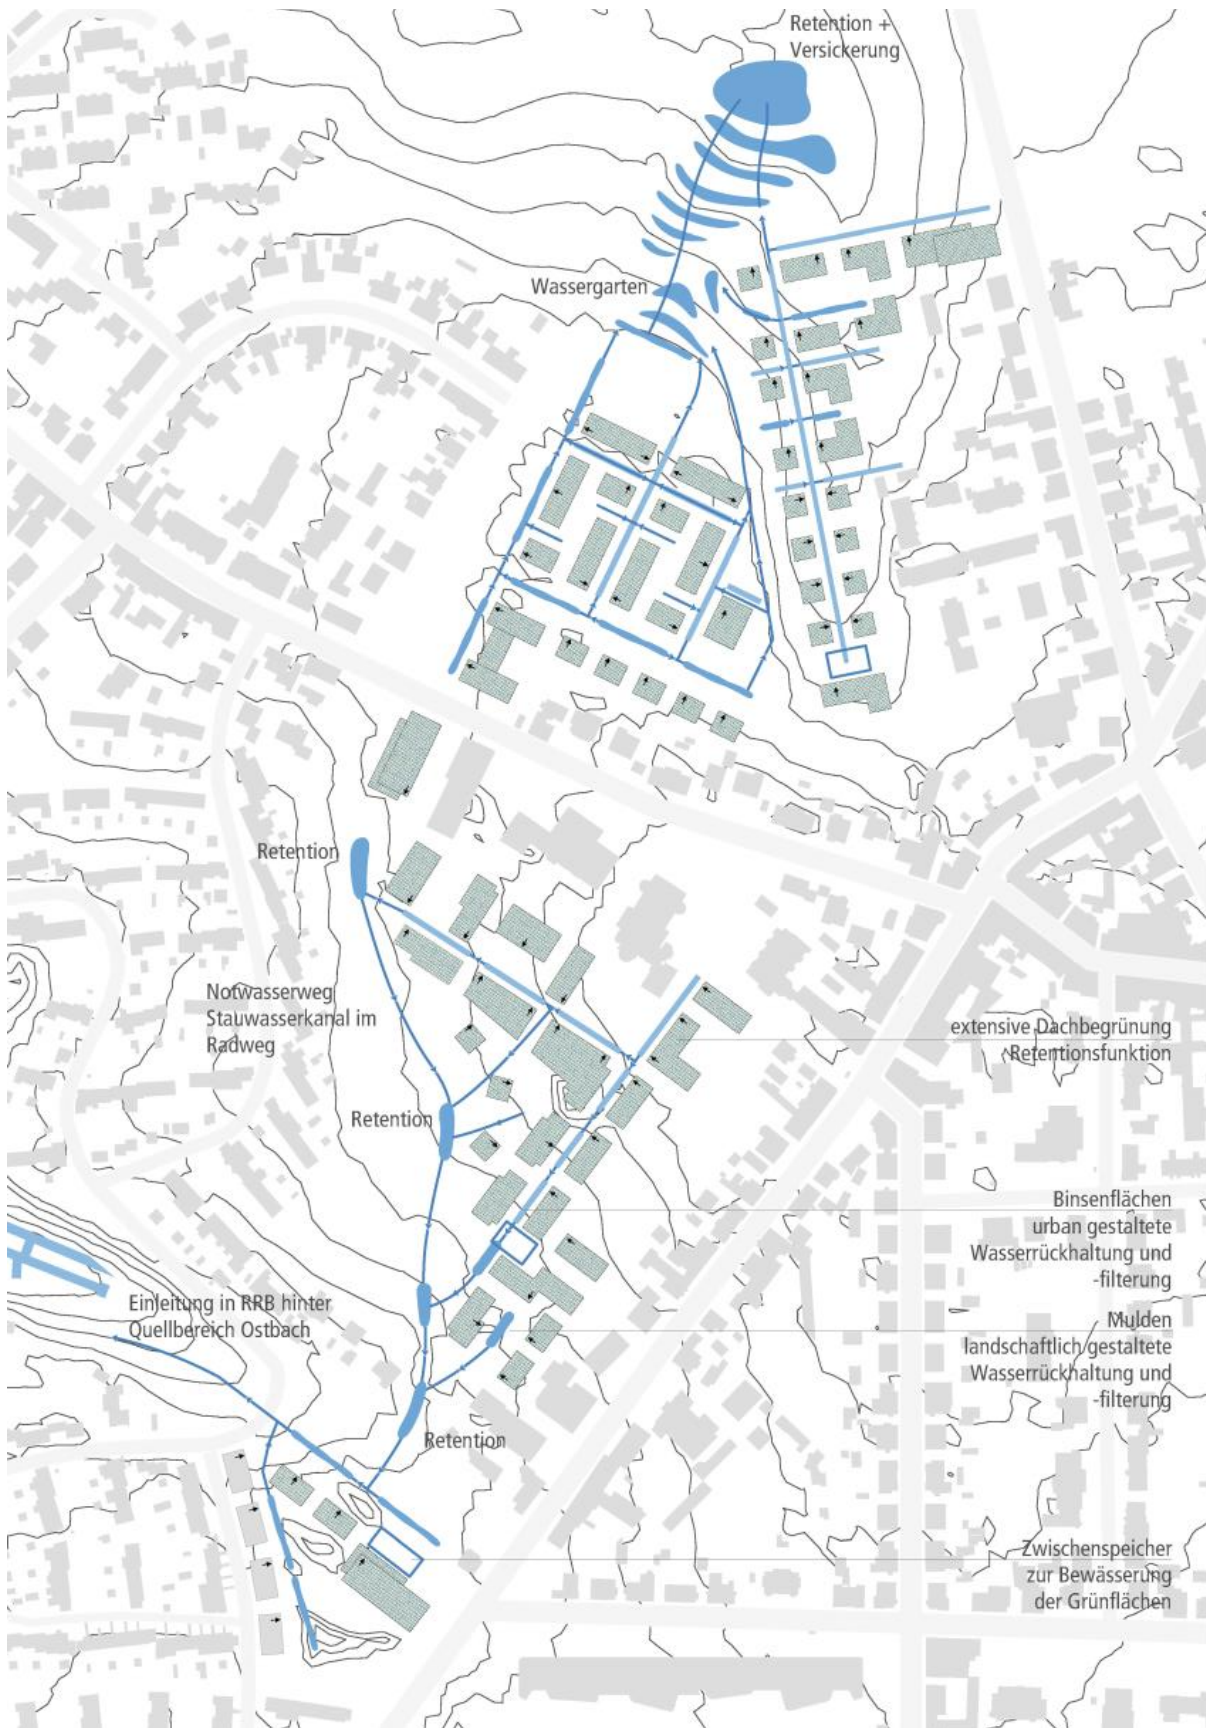 Retention +
Versickerung
Wassergarten
Retention
Notwasserweg
Stauwasserkanal im
Radweg
extensive Dachbegrünung
Retentionsfunktion
Retention
Binsenflächen
urban gestaltete
Wasserrückhaltung und
-filterung
Einleitung in RRB hinter
Quellbereich Ostbach
Mulden
landschaftlich gestaltete
Wasserrückhaltung und
-filterung
Retention
Zwischenspeicher
zur Bewässerung
der Grünflächen